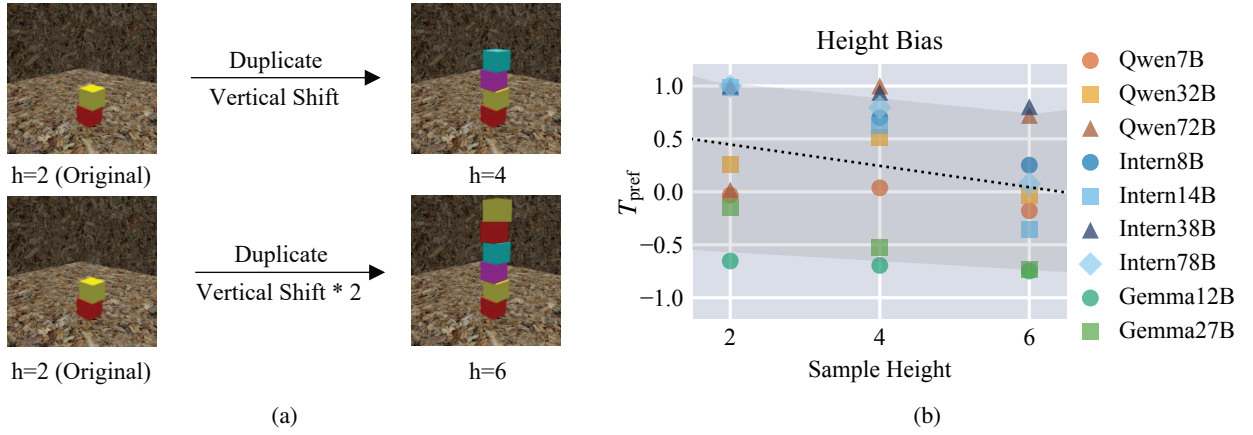 Duplicate
Vertical Shift
h=2 (Original)
h=4
Duplicate
Vertical Shift * 2
h=2 (Original)
h=6
(a)
Height Bias
T_pref
1.0
0.5
0.0
−0.5
−1.0
2
4
6
Sample Height
Qwen7B
Qwen32B
Qwen72B
Intern8B
Intern14B
Intern38B
Intern78B
Gemma12B
Gemma27B
(b)